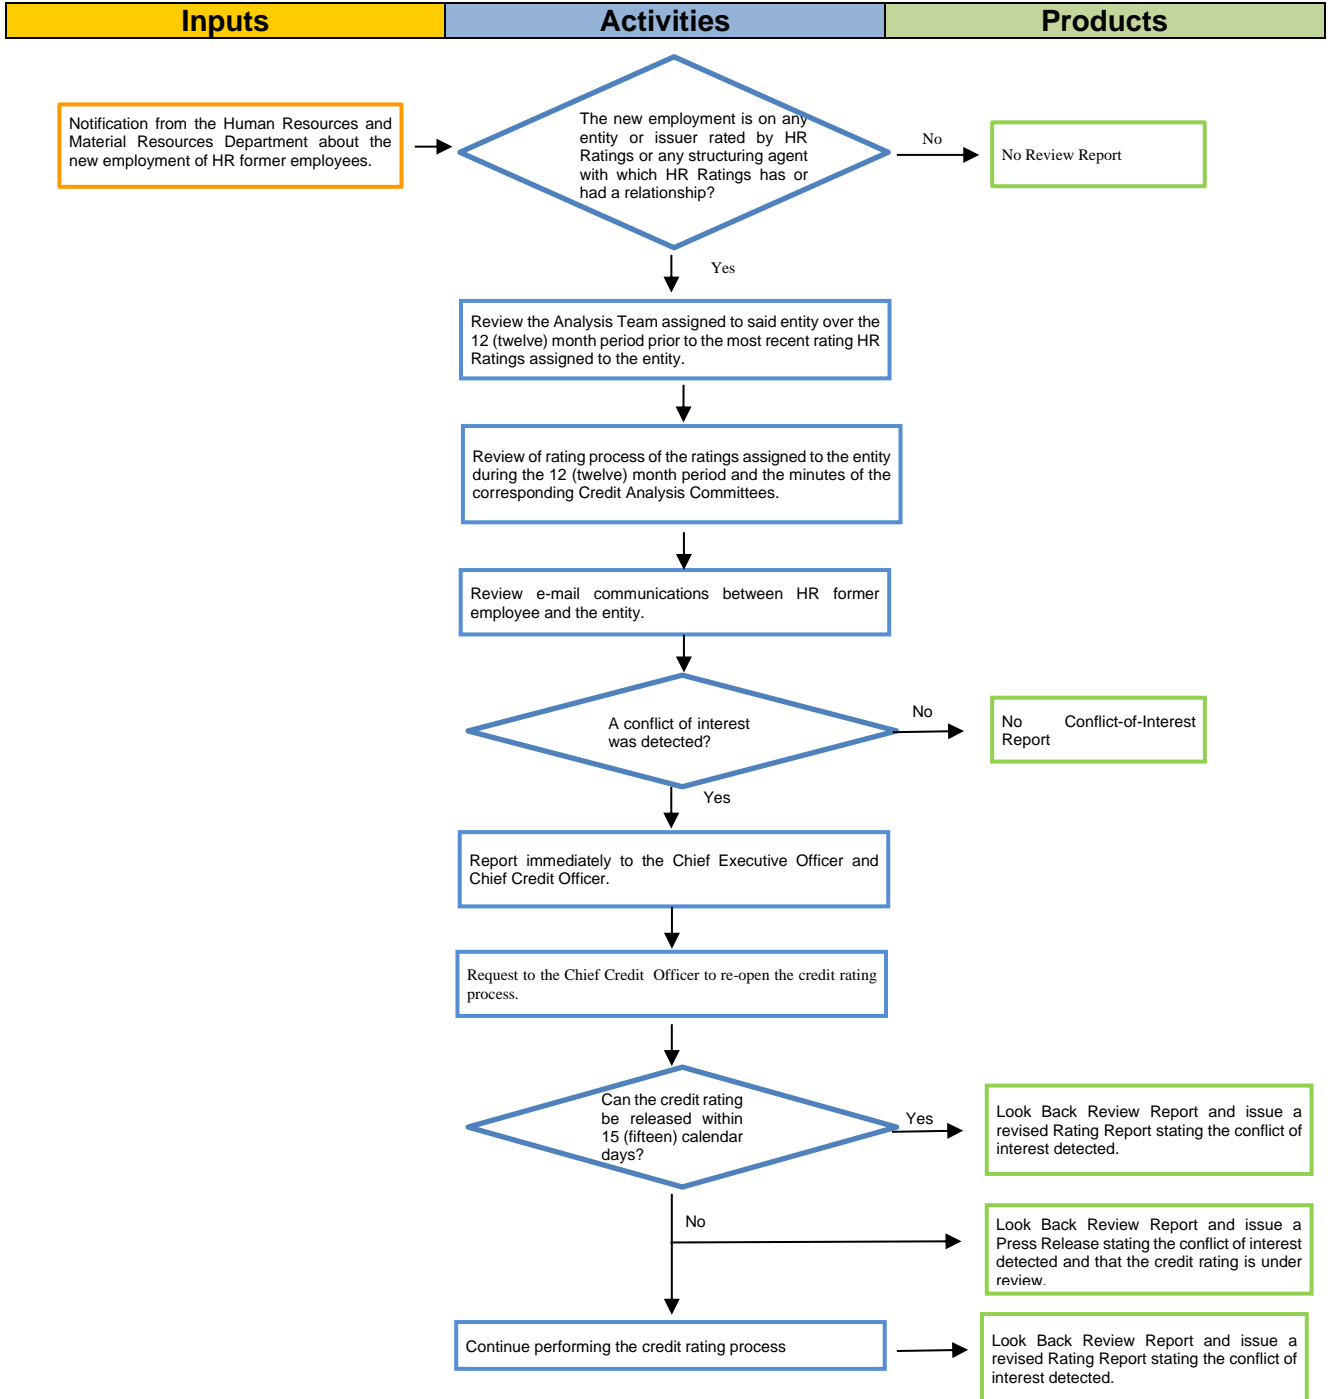 Inputs
Activities
Products
Notification from the Human Resources and
Material Resources Department about the
new employment of HR former employees.
The new employment is on any
entity or issuer rated by HR
Ratings or any structuring agent
with which HR Ratings has or
had a relationship?
No
No Review Report
Yes
Review the Analysis Team assigned to said entity over the
12 (twelve) month period prior to the most recent rating HR
Ratings assigned to the entity.
Review of rating process of the ratings assigned to the entity
during the 12 (twelve) month period and the minutes of the
corresponding Credit Analysis Committees.
Review e-mail communications between HR former
employee and the entity.
A conflict of interest
was detected?
No
No Conflict-of-Interest
Report
Yes
Report immediately to the Chief Executive Officer and
Chief Credit Officer.
Request to the Chief Credit Officer to re-open the credit rating
process.
Can the credit rating
be released within
15 (fifteen) calendar
days?
Yes
Look Back Review Report and issue a
revised Rating Report stating the conflict of
interest detected.
No
Look Back Review Report and issue a
Press Release stating the conflict of interest
detected and that the credit rating is under
review.
Continue performing the credit rating process
Look Back Review Report and issue a
revised Rating Report stating the conflict of
interest detected.